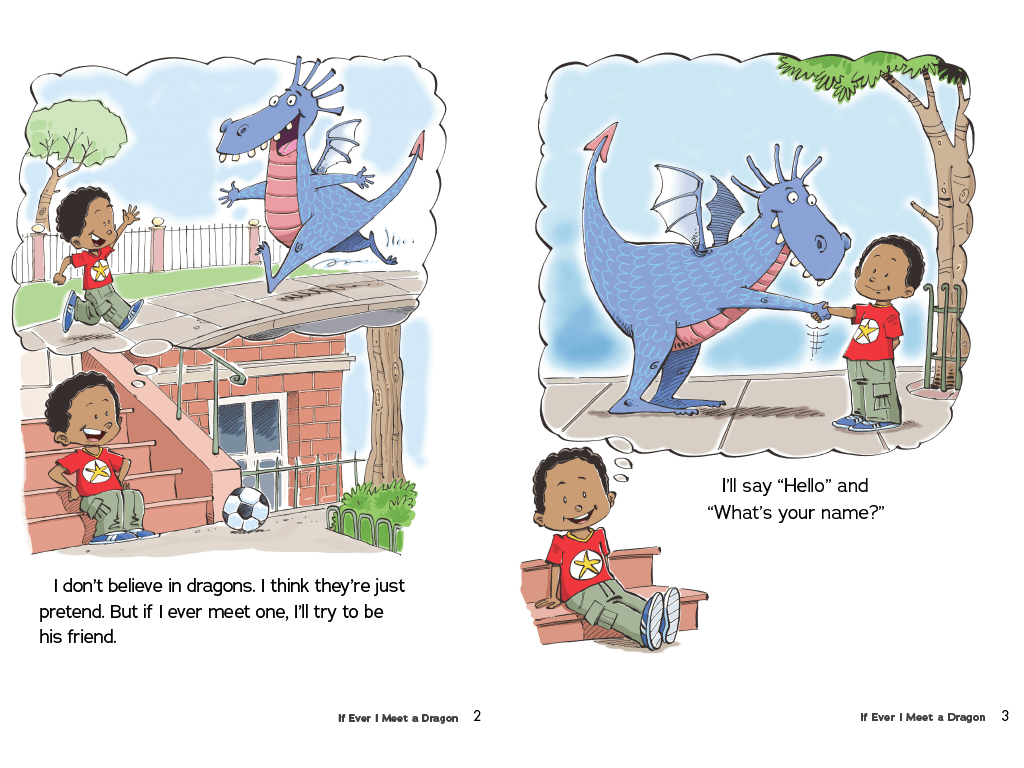 I don't believe in dragons. I think they're just
pretend. But if I ever meet one, I'll try to be
his friend.
If Ever I Meet a Dragon 2
I'll say “Hello” and
“What's your name?”
If Ever I Meet a Dragon 3